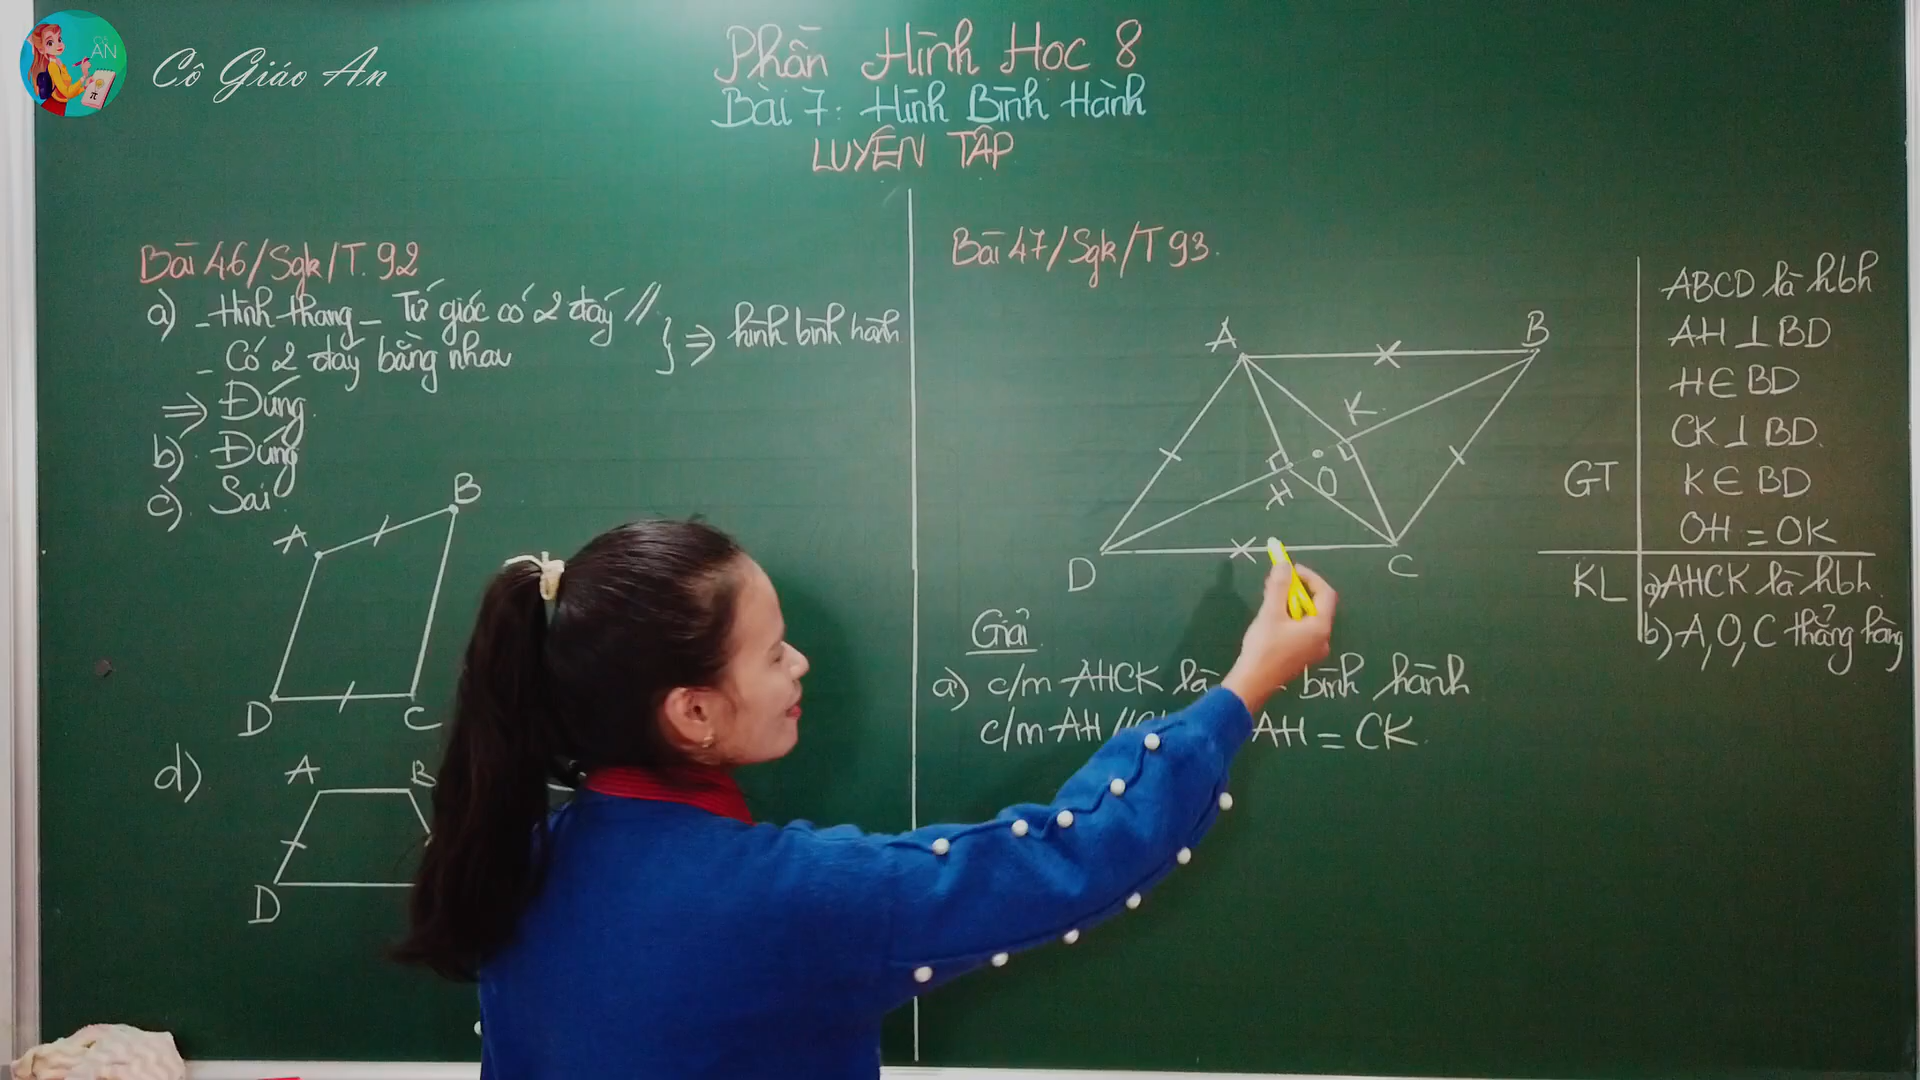 AN
Cô Giáo An
Phần Hình Học 8
Bài 7: Hình Bình Hành
LUYỆN TẬP
Bài 46/Sgk/T.92
a) - Hình thang - Tứ giác có 2 đáy //
- Có 2 đáy bằng nhau
} => hình bình hành
=> Đúng.
b) Đúng
c) Sai
A
B
D
C
d)
A
B
D
Bài 47/Sgk/T93.
A
B
K
H
O
D
C
GT
ABCD là hbh
AH ⊥ BD
H ∈ BD
CK ⊥ BD.
K ∈ BD
OH = OK
KL
a) AHCK là hbh.
b) A, O, C thẳng hàng
Giải
a) c/m AHCK là bình hành
c/m AH // AH = CK.